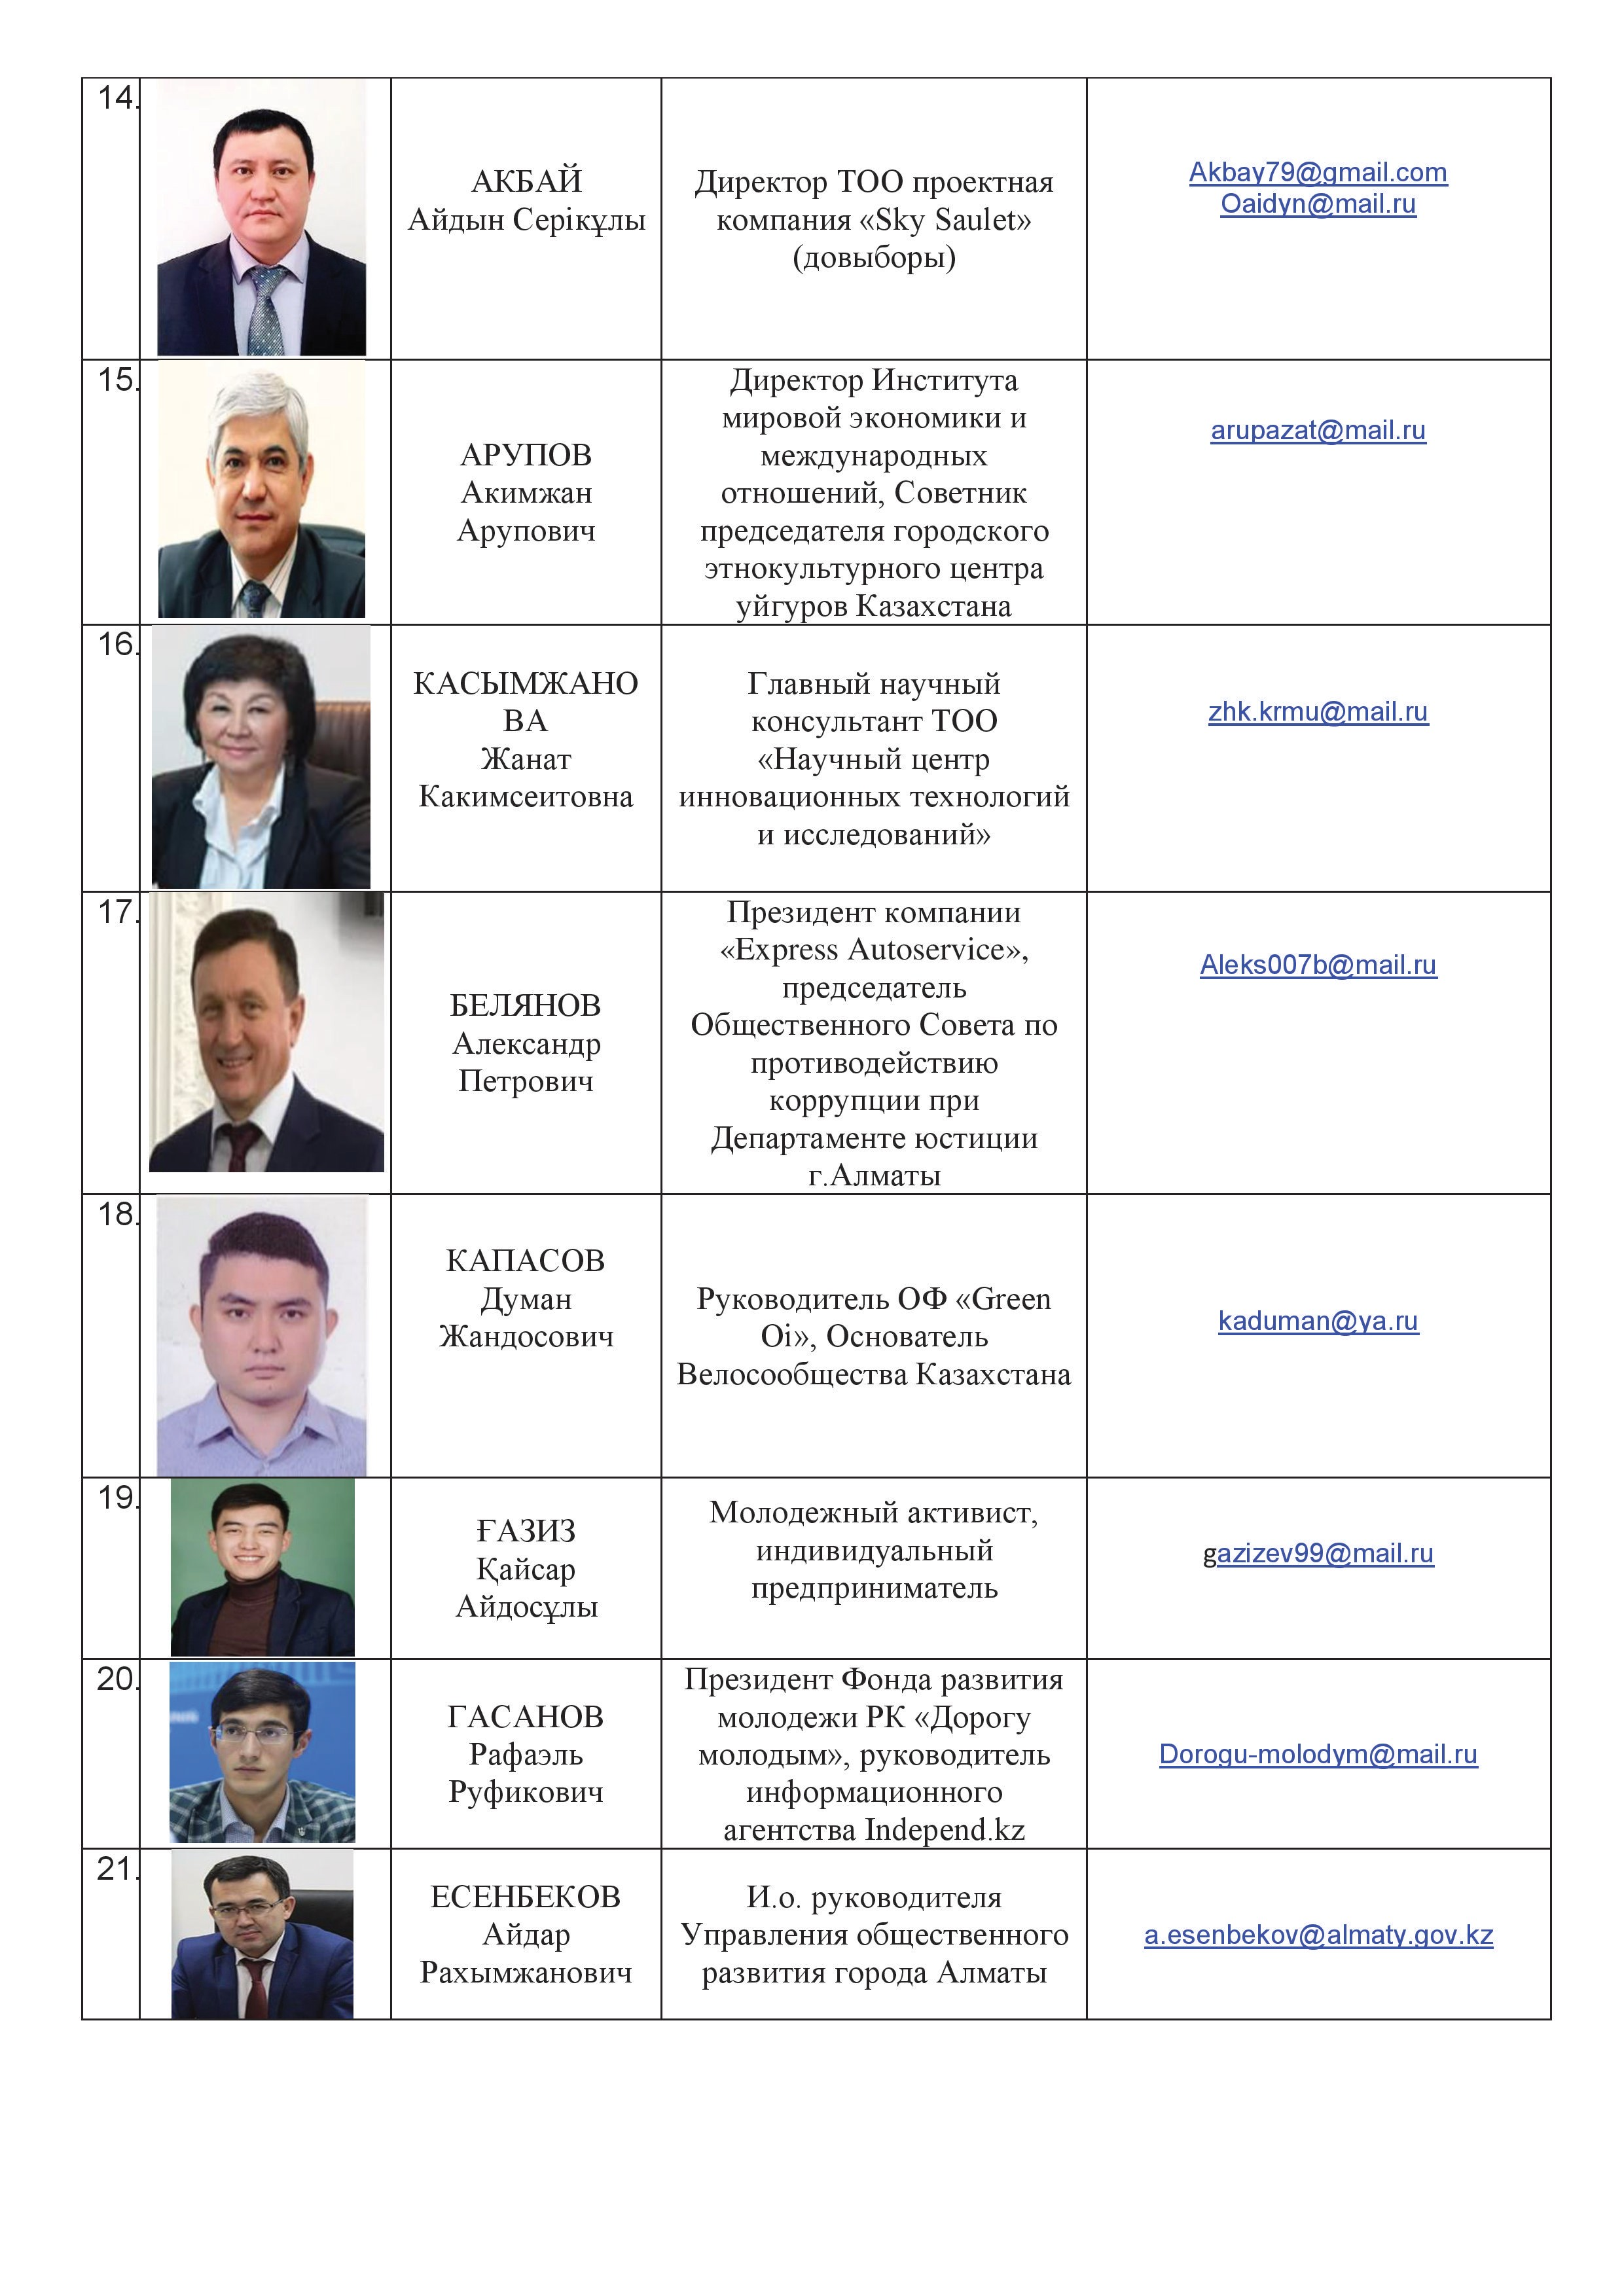 14.
АКБАЙ
Айдын Серікұлы
Директор ТОО проектная
компания «Sky Saulet»
(довыборы)
Akbay79@gmail.com
Oaidyn@mail.ru
15.
АРУПОВ
Акимжан
Арупович
Директор Института
мировой экономики и
международных
отношений, Советник
председателя городского
этнокультурного центра
уйгуров Казахстана
arupazat@mail.ru
16.
КАСЫМЖАНО
ВА
Жанат
Какимсеитовна
Главный научный
консультант ТОО
«Научный центр
инновационных технологий
и исследований»
zhk.krmu@mail.ru
17.
БЕЛЯНОВ
Александр
Петрович
Президент компании
«Express Autoservice»,
председатель
Общественного Совета по
противодействию
коррупции при
Департаменте юстиции
г.Алматы
Aleks007b@mail.ru
18.
КАПАСОВ
Думан
Жандосович
Руководитель ОФ «Green
Oi», Основатель
Велосообщества Казахстана
kaduman@ya.ru
19.
ҒАЗИЗ
Қайсар
Айдосұлы
Молодежный активист,
индивидуальный
предприниматель
gazizev99@mail.ru
20.
ГАСАНОВ
Рафаэль
Руфикович
Президент Фонда развития
молодежи РК «Дорогу
молодым», руководитель
информационного
агентства Independ.kz
Dorogu-molodym@mail.ru
21.
ЕСЕНБЕКОВ
Айдар
Рахымжанович
И.о. руководителя
Управления общественного
развития города Алматы
a.esenbekov@almaty.gov.kz